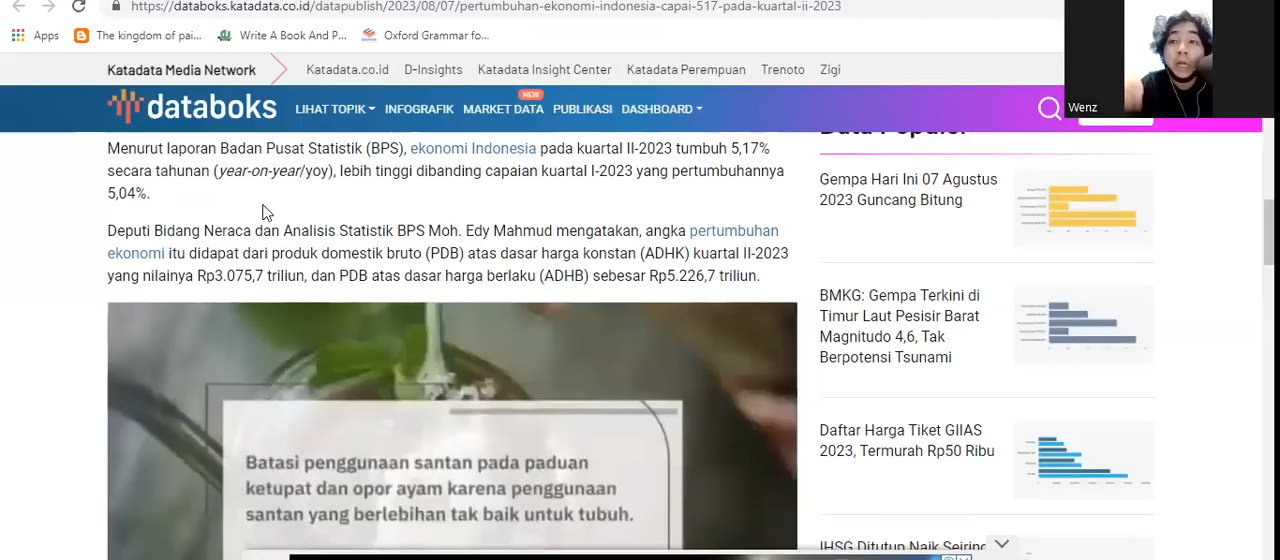 https://databoks.katadata.co.id/datapublish/2023/08/07/pertumbuhan-ekonomi-indonesia-capai-517-pada-kuartal-ii-2023
Apps
The kingdom of pai...
Write A Book And P...
Oxford Grammar fo...
Wenz
Katadata Media Network
Katadata.co.id
D-Insights
Katadata Insight Center
Katadata Perempuan
Trenoto
Zigi
databoks
LIHAT TOPIK
INFOGRAFIK
MARKET DATA
NEW
PUBLIKASI
DASHBOARD
Menurut laporan Badan Pusat Statistik (BPS), ekonomi Indonesia pada kuartal II-2023 tumbuh 5,17%
secara tahunan (year-on-year/yoy), lebih tinggi dibanding capaian kuartal I-2023 yang pertumbuhannya
5,04%.
Deputi Bidang Neraca dan Analisis Statistik BPS Moh. Edy Mahmud mengatakan, angka pertumbuhan
ekonomi itu didapat dari produk domestik bruto (PDB) atas dasar harga konstan (ADHK) kuartal II-2023
yang nilainya Rp3.075,7 triliun, dan PDB atas dasar harga berlaku (ADHB) sebesar Rp5.226,7 triliun.
Batasi penggunaan santan pada paduan
ketupat dan opor ayam karena penggunaan
santan yang berlebihan tak baik untuk tubuh.
Data Populer
Gempa Hari Ini 07 Agustus
2023 Guncang Bitung
BMKG: Gempa Terkini di
Timur Laut Pesisir Barat
Magnitudo 4,6, Tak
Berpotensi Tsunami
Daftar Harga Tiket GIIAS
2023, Termurah Rp50 Ribu
IHSG Ditutup Naik Seiring